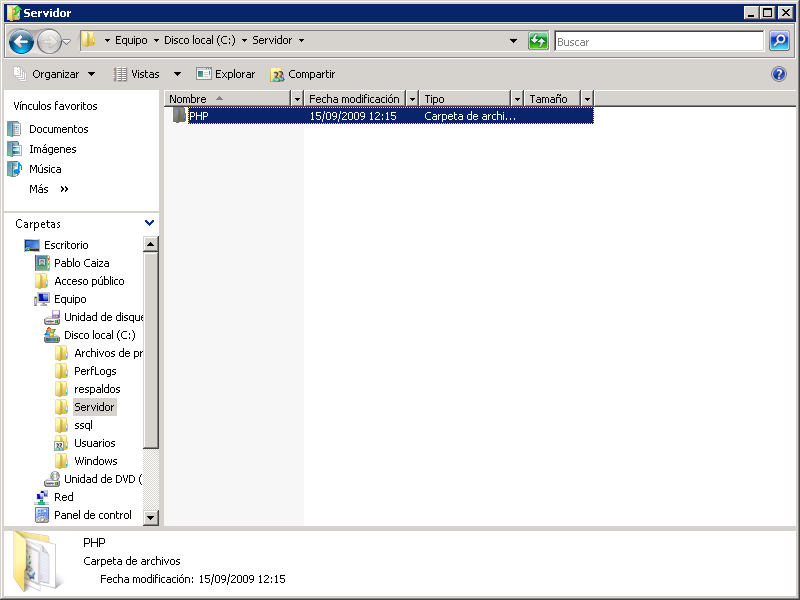 Servidor
Equipo Disco local (C:) Servidor
Buscar
Organizar Vistas Explorar Compartir
Vínculos favoritos
Documentos
Imágenes
Música
Más »
Nombre Fecha modificación Tipo Tamaño
PHP 15/09/2009 12:15 Carpeta de archi...
Carpetas
Escritorio
Pablo Caiza
Acceso público
Equipo
Unidad de disque
Disco local (C:)
Archivos de pr
PerfLogs
respaldos
Servidor
ssql
Usuarios
Windows
Unidad de DVD (
Red
Panel de control
PHP
Carpeta de archivos
Fecha modificación: 15/09/2009 12:15